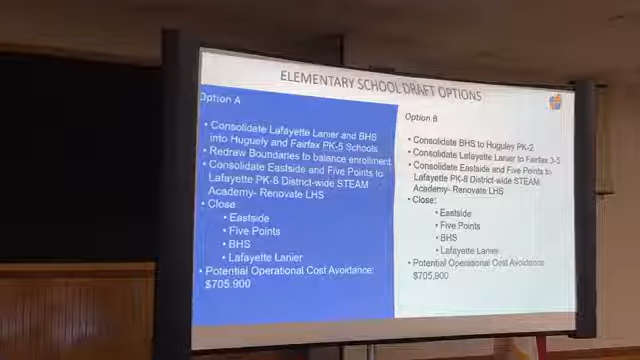 ELEMENTARY SCHOOL DRAFT OPTIONS
Option A
• Consolidate Lafayette Lanier and BHS
into Huguely and Fairfax PK-5 Schools
• Redraw Boundaries to balance enrollment
• Consolidate Eastside and Five Points to
Lafayette PK-8 District-wide STEAM
Academy- Renovate LHS
• Close:
• Eastside
• Five Points
• BHS
• Lafayette Lanier
• Potential Operational Cost Avoidance:
$705,900
Option B
• Consolidate BHS to Huguley PK-2
• Consolidate Lafayette Lanier to Fairfax 3-5
• Consolidate Eastside and Five Points to
Lafayette PK-8 District-wide STEAM
Academy- Renovate LHS
• Close:
• Eastside
• Five Points
• BHS
• Lafayette Lanier
• Potential Operational Cost Avoidance
$705,900